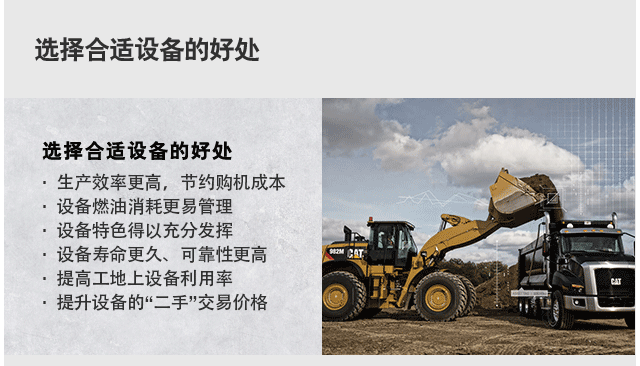 选择合适设备的好处
选择合适设备的好处
· 生产效率更高，节约购机成本
· 设备燃油消耗更易管理
· 设备特色得以充分发挥
· 设备寿命更久、可靠性更高
· 提高工地上设备利用率
· 提升设备的“二手”交易价格
982M CAT
CAT